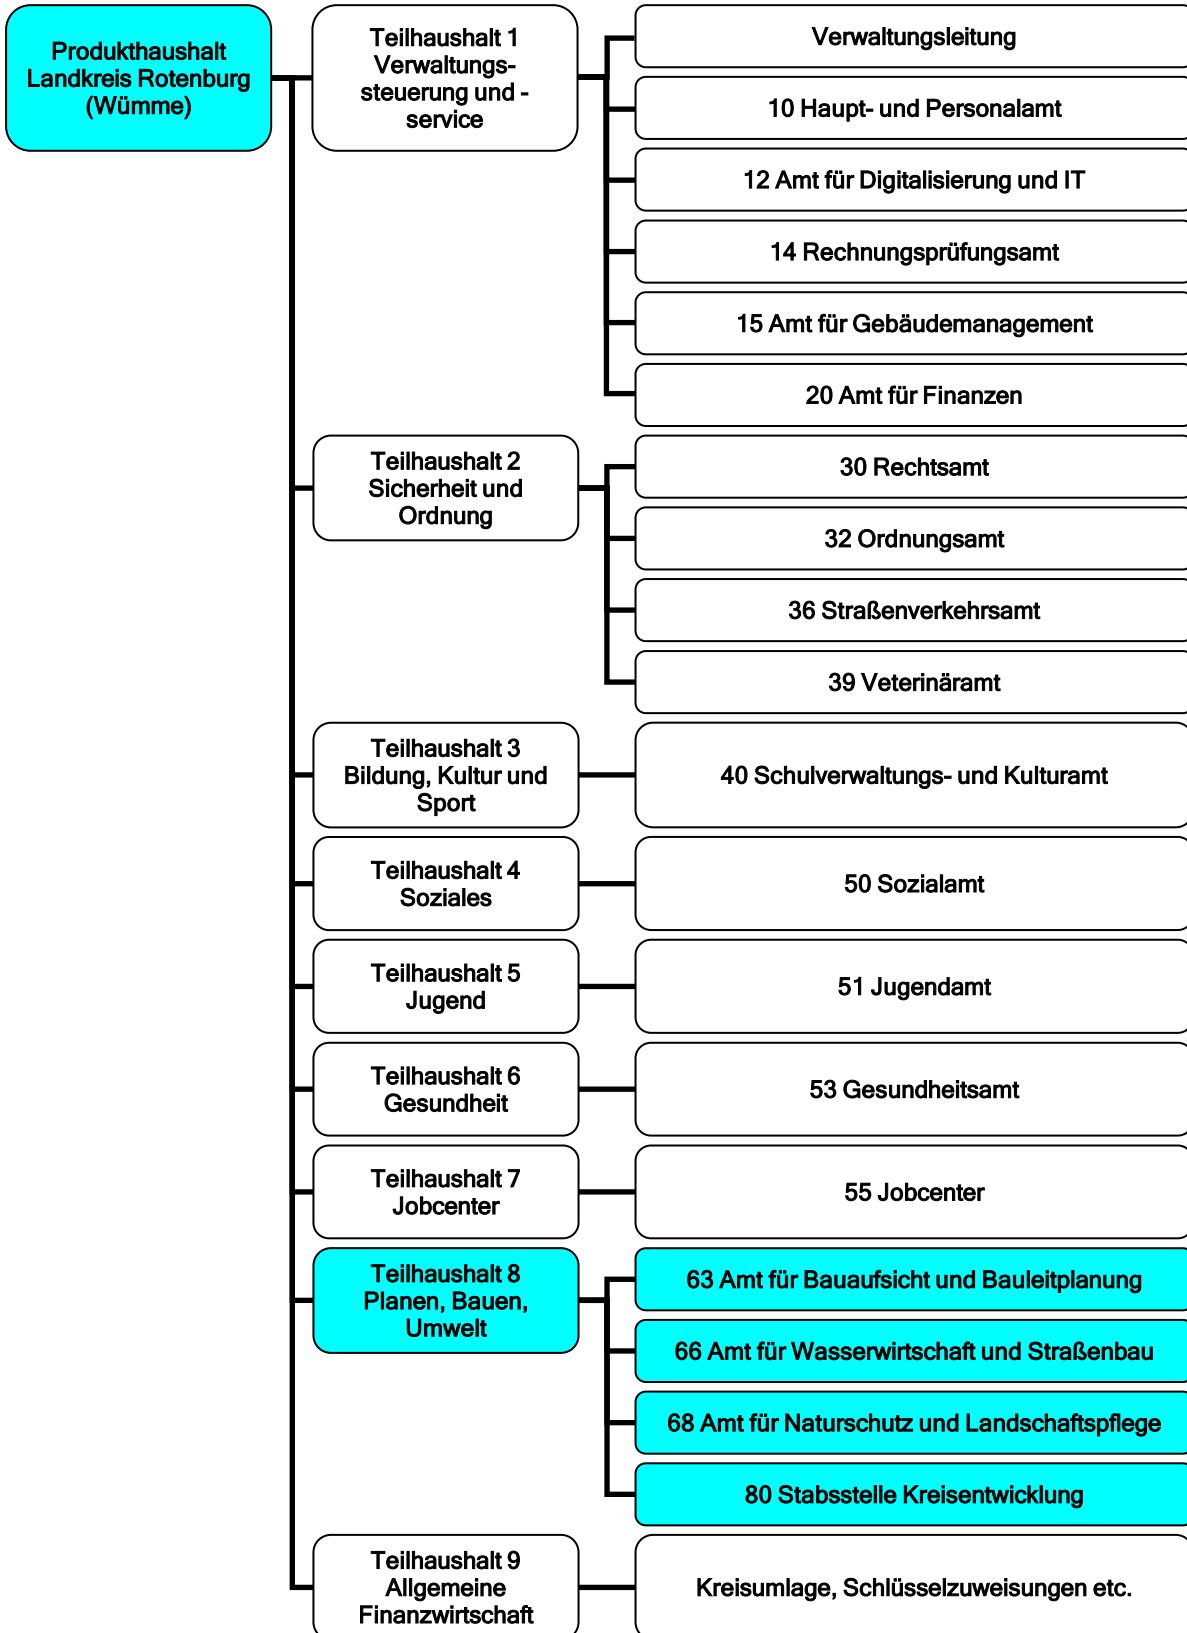 Produkthaushalt
Landkreis Rotenburg
(Wümme)
Teilhaushalt 1
Verwaltungs-
steuerung und -
service
Verwaltungsleitung
10 Haupt- und Personalamt
12 Amt für Digitalisierung und IT
14 Rechnungsprüfungsamt
15 Amt für Gebäudemanagement
20 Amt für Finanzen
Teilhaushalt 2
Sicherheit und
Ordnung
30 Rechtsamt
32 Ordnungsamt
36 Straßenverkehrsamt
39 Veterinäramt
Teilhaushalt 3
Bildung, Kultur und
Sport
40 Schulverwaltungs- und Kulturamt
Teilhaushalt 4
Soziales
50 Sozialamt
Teilhaushalt 5
Jugend
51 Jugendamt
Teilhaushalt 6
Gesundheit
53 Gesundheitsamt
Teilhaushalt 7
Jobcenter
55 Jobcenter
Teilhaushalt 8
Planen, Bauen,
Umwelt
63 Amt für Bauaufsicht und Bauleitplanung
66 Amt für Wasserwirtschaft und Straßenbau
68 Amt für Naturschutz und Landschaftspflege
80 Stabsstelle Kreisentwicklung
Teilhaushalt 9
Allgemeine
Finanzwirtschaft
Kreisumlage, Schlüsselzuweisungen etc.